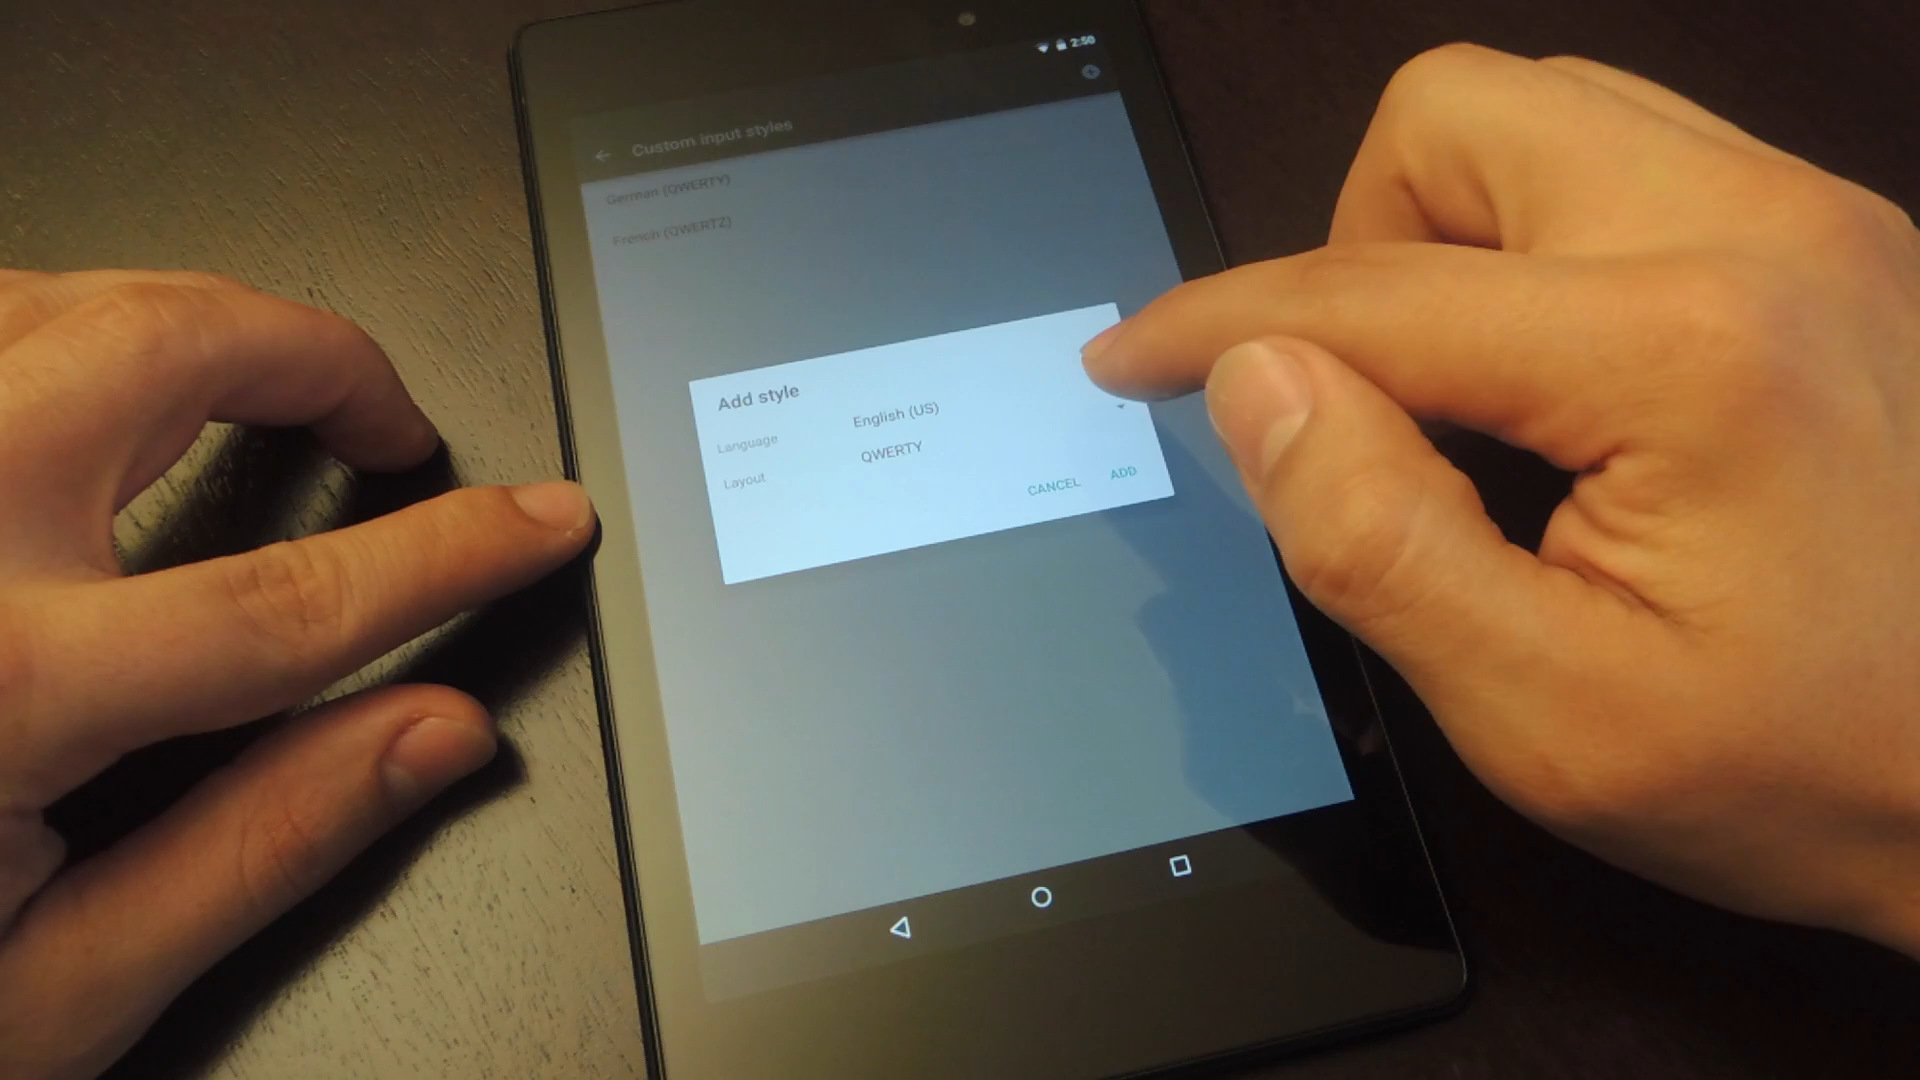 2:50
Custom input styles
German (QWERTY)
French (QWERTZ)
Add style
Language English (US)
Layout QWERTY
CANCEL ADD